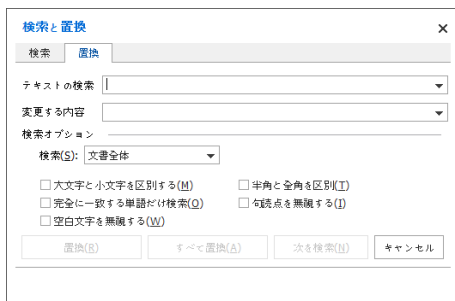 検索と置換
検索 置換
テキストの検索
変更する内容
検索オプション
検索(S): 文書全体
大文字と小文字を区別する(M) 半角と全角を区別(T)
完全に一致する単語だけ検索(O) 句読点を無視する(I)
空白文字を無視する(W)
置換(R) すべて置換(A) 次を検索(N) キャンセル